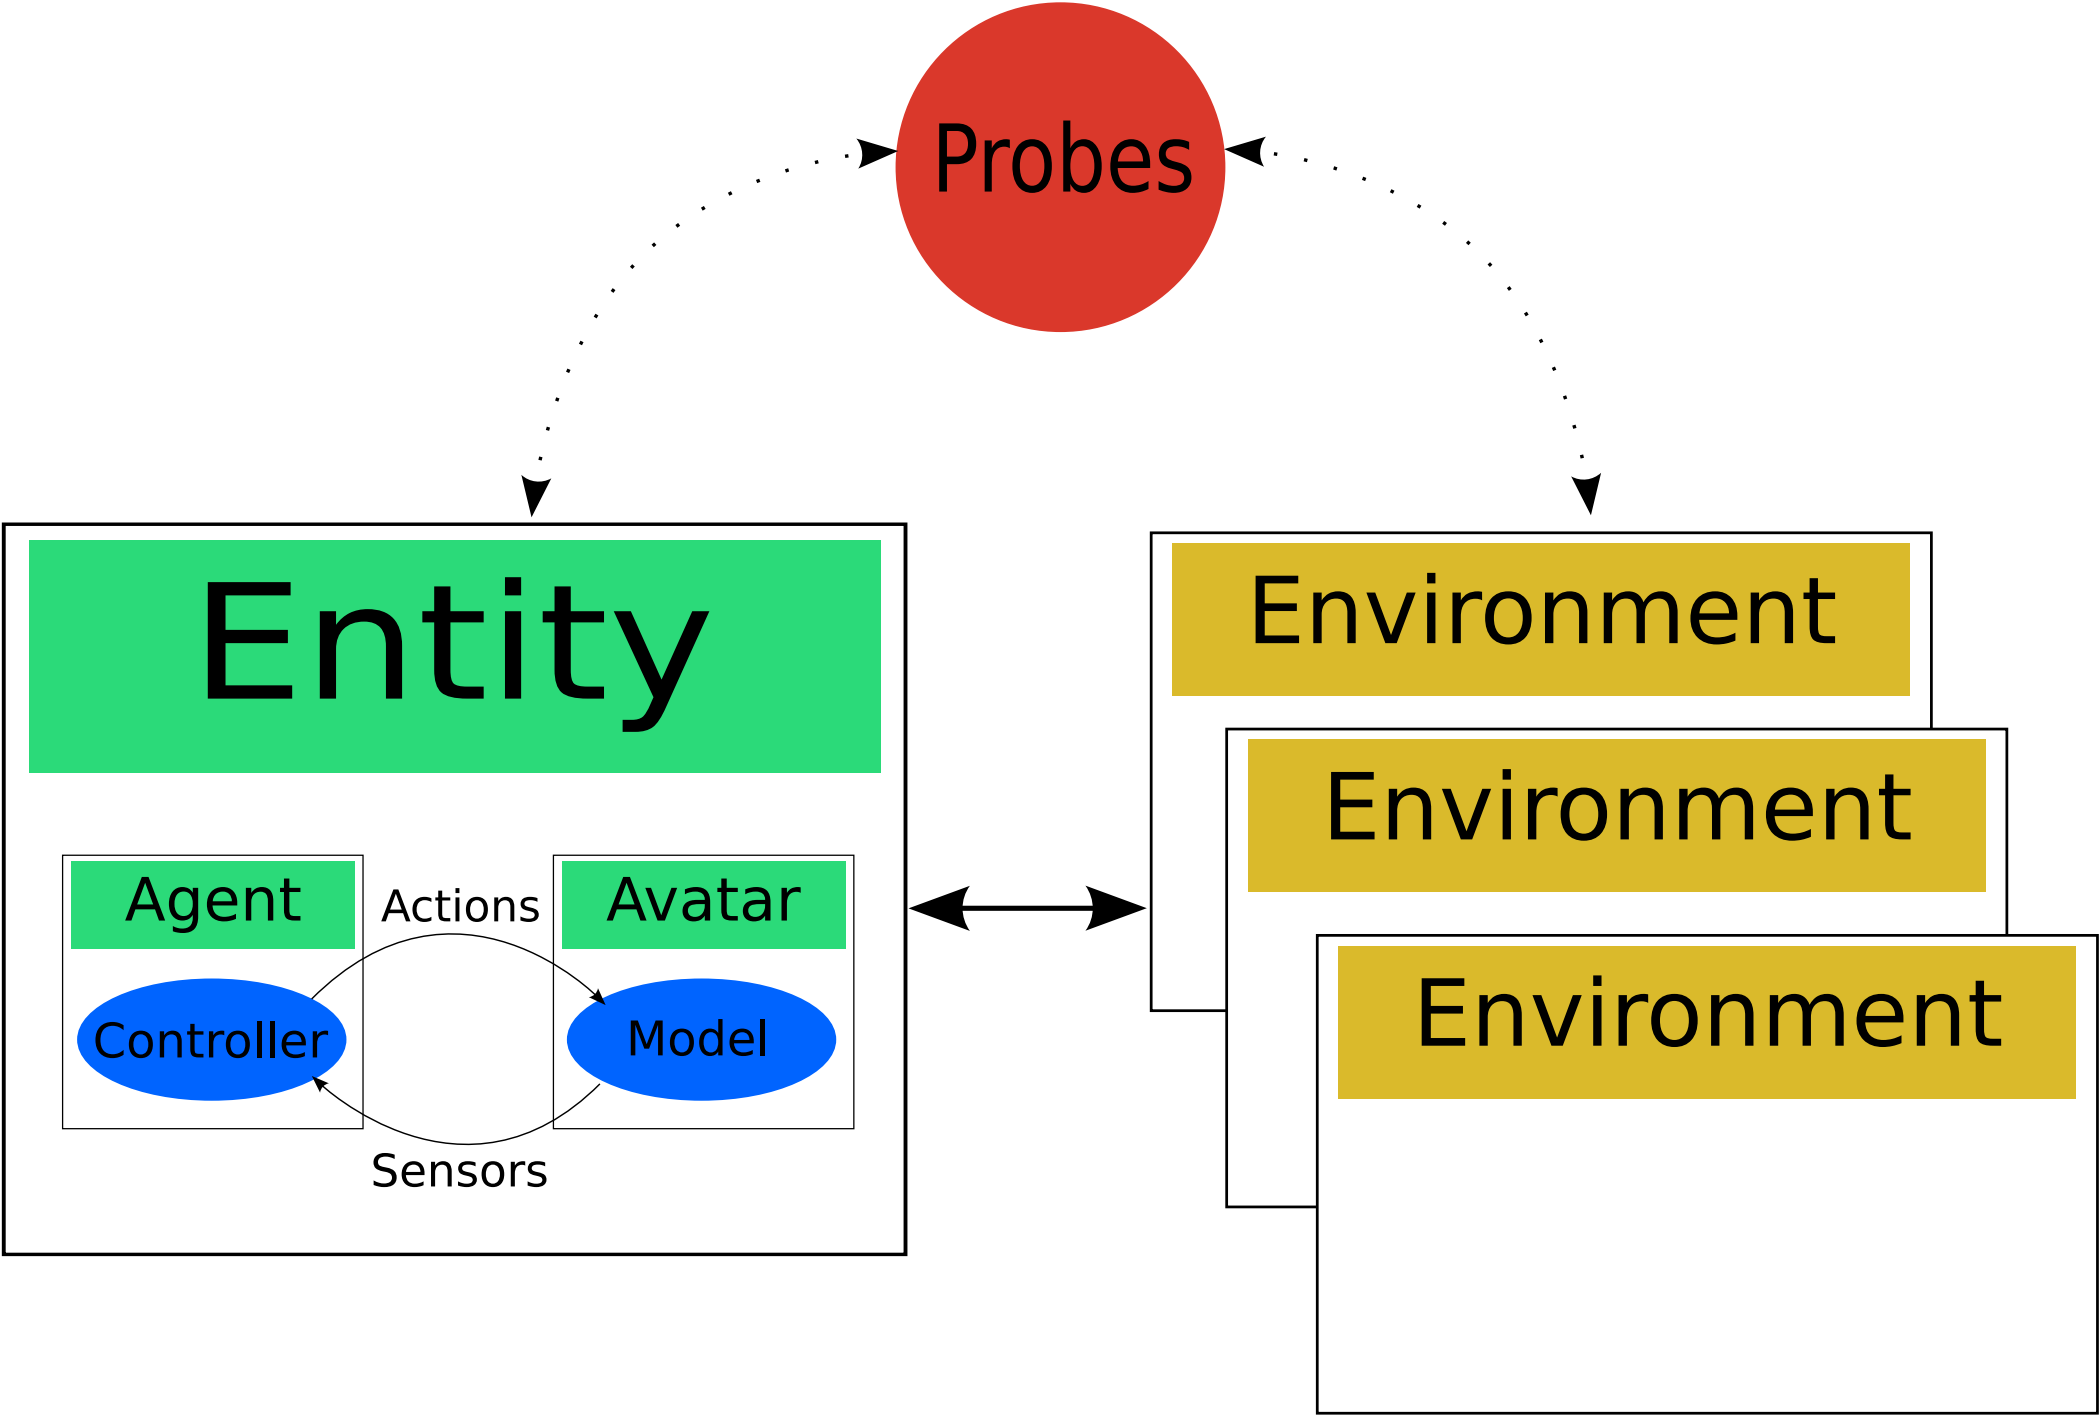 Probes
Entity
Agent
Actions
Avatar
Controller
Model
Sensors
Environment
Environment
Environment